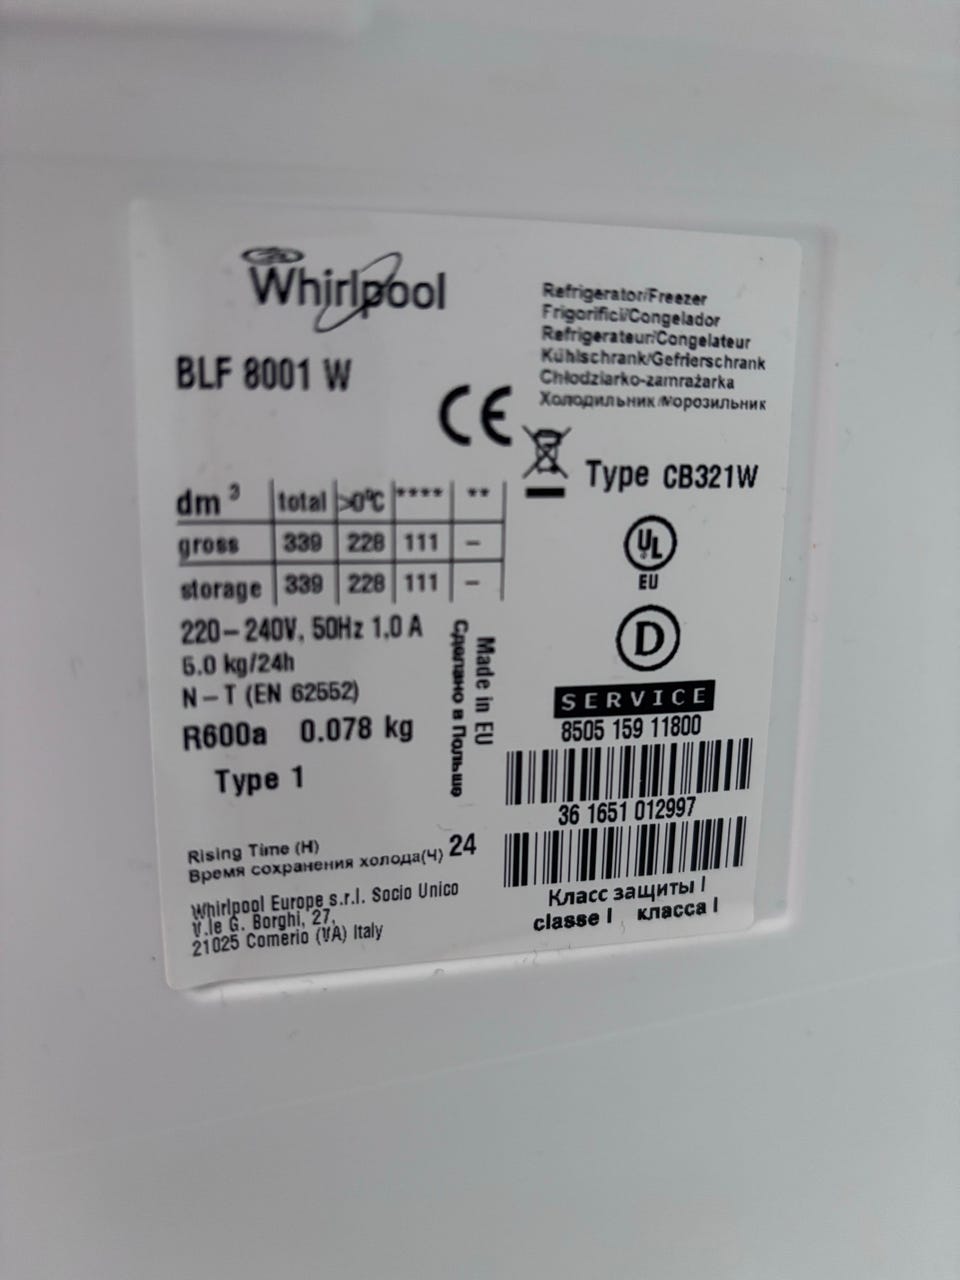 Whirlpool
BLF 8001 W
CE
Refrigerator/Freezer
Frigorifici/Congelador
Refrigerateur/Congelateur
Kühlschrank/Gefrierschrank
Chłodziarko-zamrażarka
Холодильник/морозильник
Type CB321W
dm³ total >0°C **** **
gross 339 228 111 –
storage 339 228 111 –
220–240V, 50Hz 1,0 A
5.0 kg/24h
N–T (EN 62552)
R600a 0.078 kg
Type 1
Made in EU
Сделано в Польше
UL
EU
D
SERVICE
8505 159 11800
36 1651 012997
Rising Time (H)
Время сохранения холода(Ч) 24
Whirlpool Europe s.r.l. Socio Unico
V.le G. Borghi, 27,
21025 Comerio (VA) Italy
Класс защиты I
classe I класса I